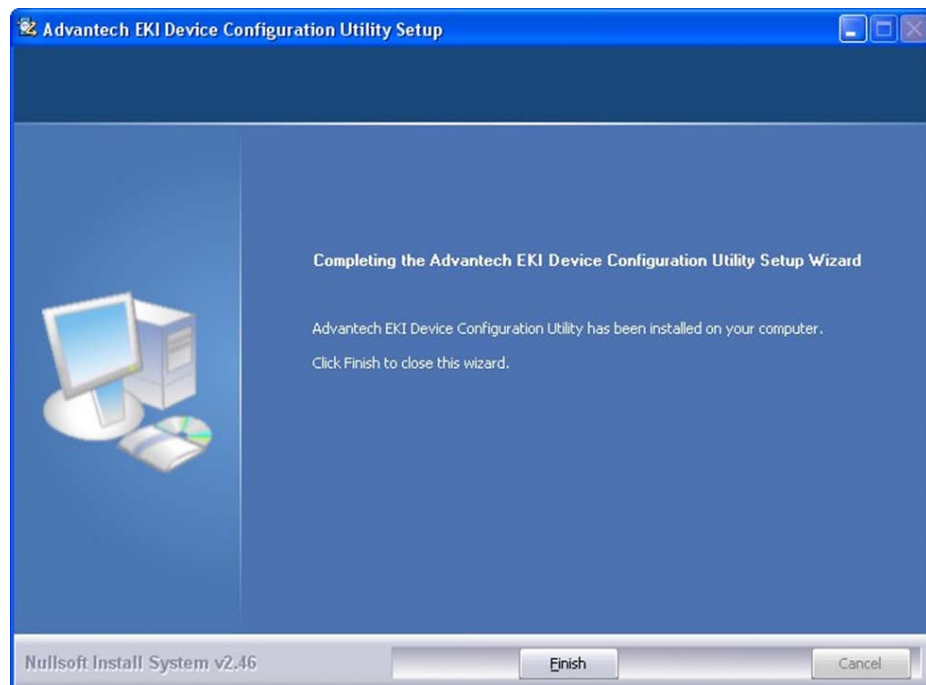 Advantech EKI Device Configuration Utility Setup
Completing the Advantech EKI Device Configuration Utility Setup Wizard
Advantech EKI Device Configuration Utility has been installed on your computer.
Click Finish to close this wizard.
Nullsoft Install System v2.46
Finish
Cancel